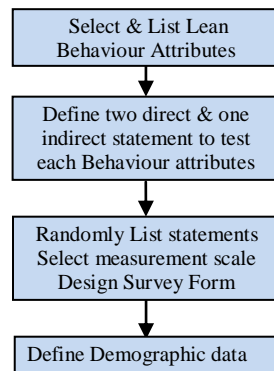 Select & List Lean
Behaviour Attributes
Define two direct & one
indirect statement to test
each Behaviour attributes
Randomly List statements
Select measurement scale
Design Survey Form
Define Demographic data